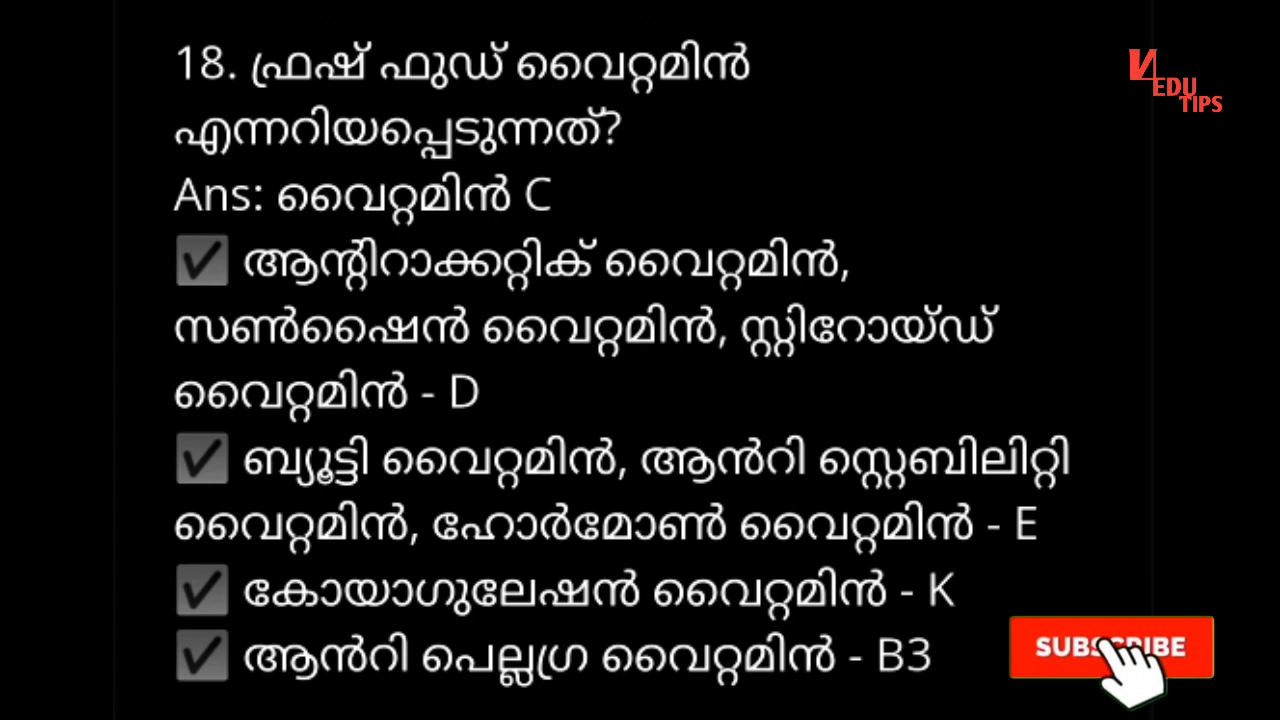 18. ഫ്രഷ് ഫുഡ് വൈറ്റമിൻ
എന്നറിയപ്പെടുന്നത്?
Ans: വൈറ്റമിൻ C
✔ ആന്റിറാക്കറ്റിക് വൈറ്റമിൻ,
സൺഷൈൻ വൈറ്റമിൻ, സ്റ്റിറോയ്ഡ്
വൈറ്റമിൻ - D
✔ ബ്യൂട്ടി വൈറ്റമിൻ, ആൻറി സ്റ്റെബിലിറ്റി
വൈറ്റമിൻ, ഹോർമോൺ വൈറ്റമിൻ - E
✔ കോയാഗുലേഷൻ വൈറ്റമിൻ - K
✔ ആൻറി പെല്ലഗ്ര വൈറ്റമിൻ - B3
EDU
TIPS
SUBSCRIBE